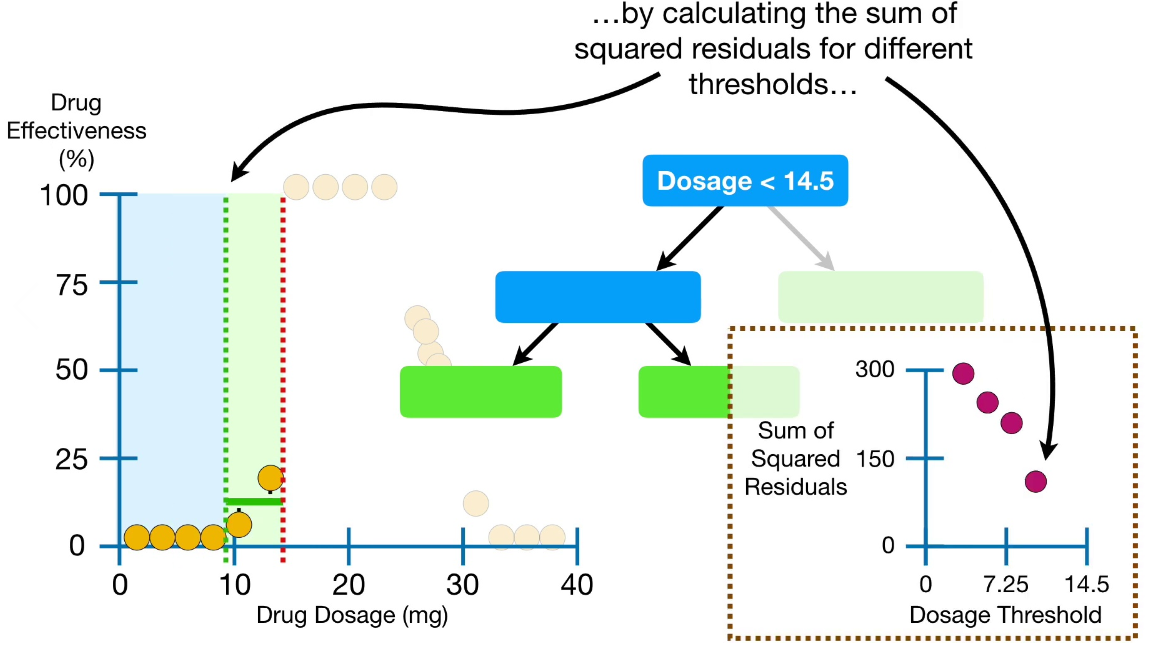 …by calculating the sum of
squared residuals for different
thresholds…
Drug
Effectiveness
(%)
100
75
50
25
0
0 10 20 30 40
Drug Dosage (mg)
Dosage < 14.5
300
150
0
Sum of
Squared
Residuals
0 7.25 14.5
Dosage Threshold